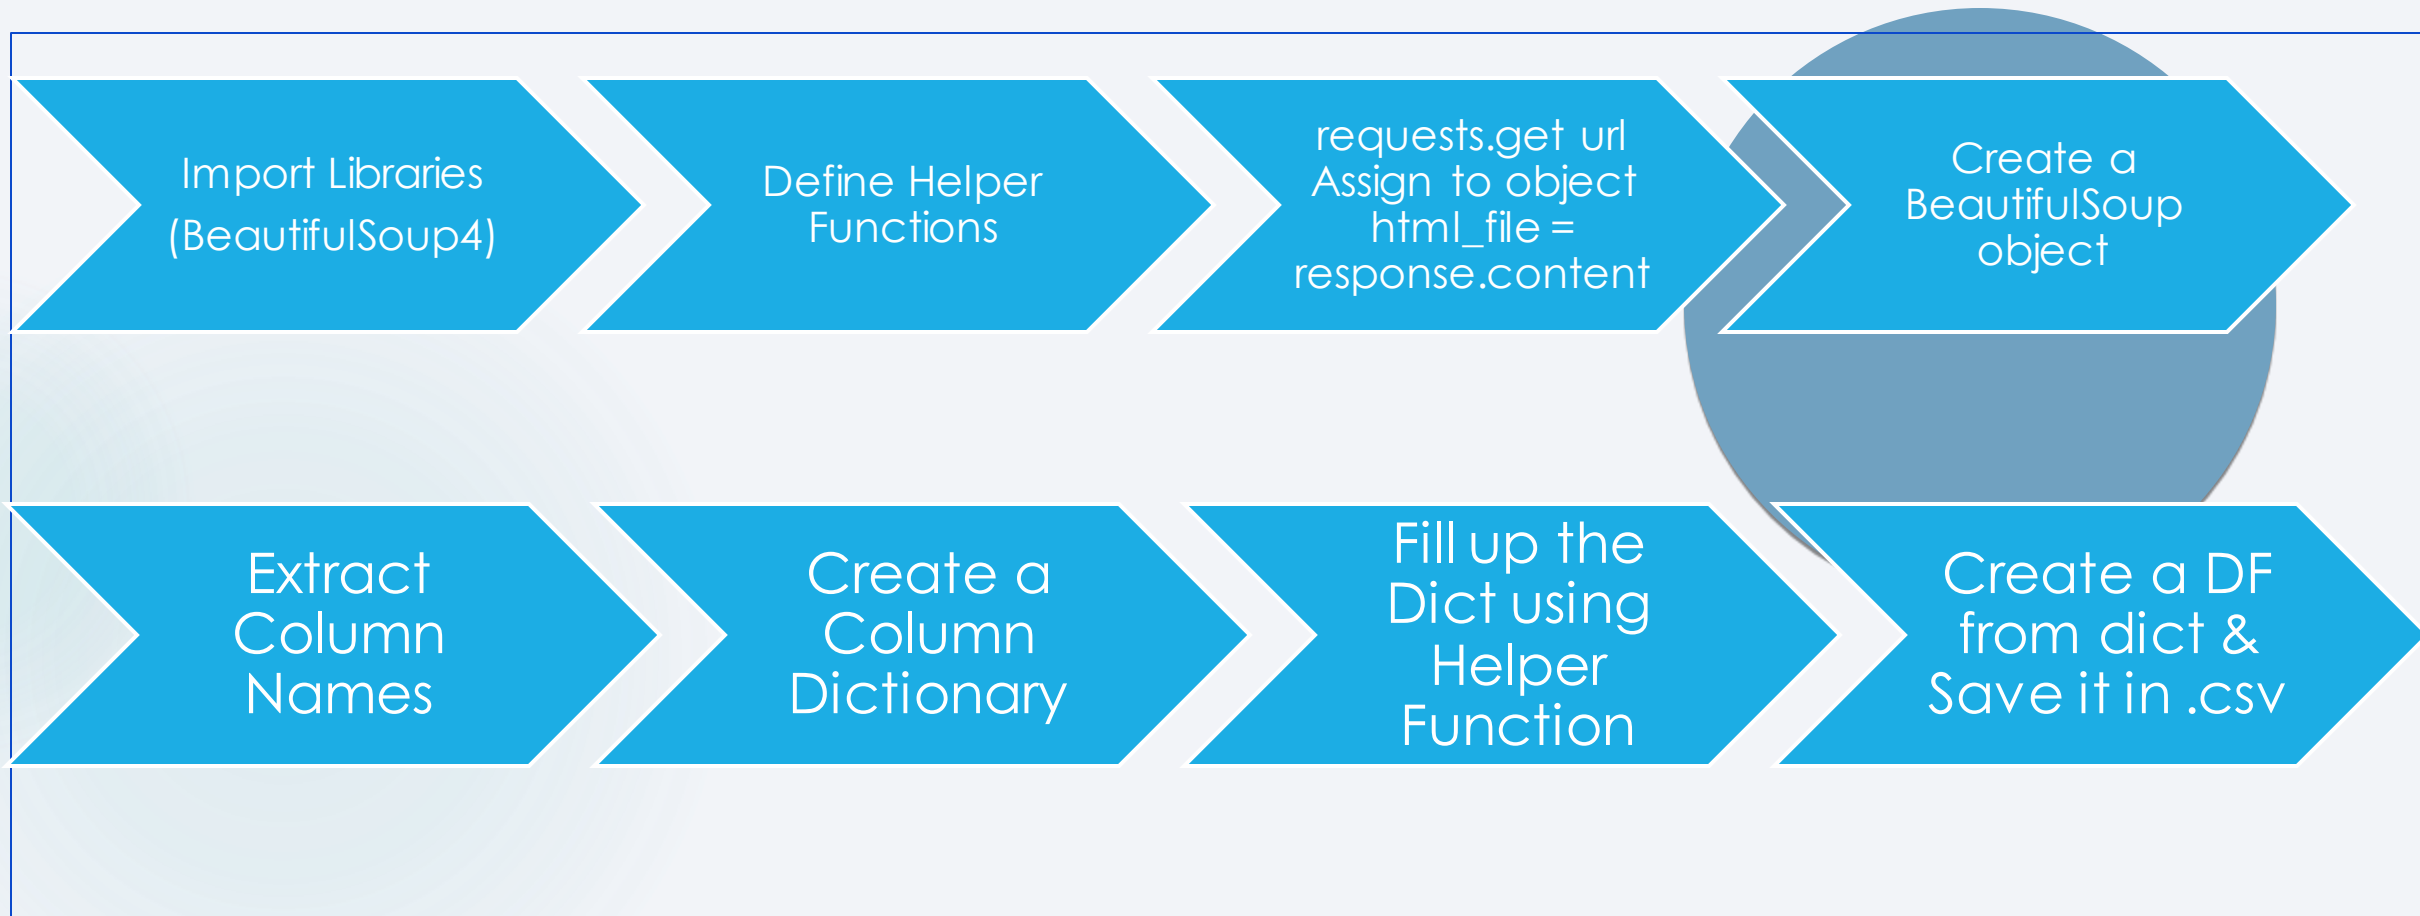 Import Libraries
(BeautifulSoup4)
Define Helper
Functions
requests.get url
Assign to object
html_file =
response.content
Create a
BeautifulSoup
object
Extract
Column
Names
Create a
Column
Dictionary
Fill up the
Dict using
Helper
Function
Create a DF
from dict &
Save it in .csv